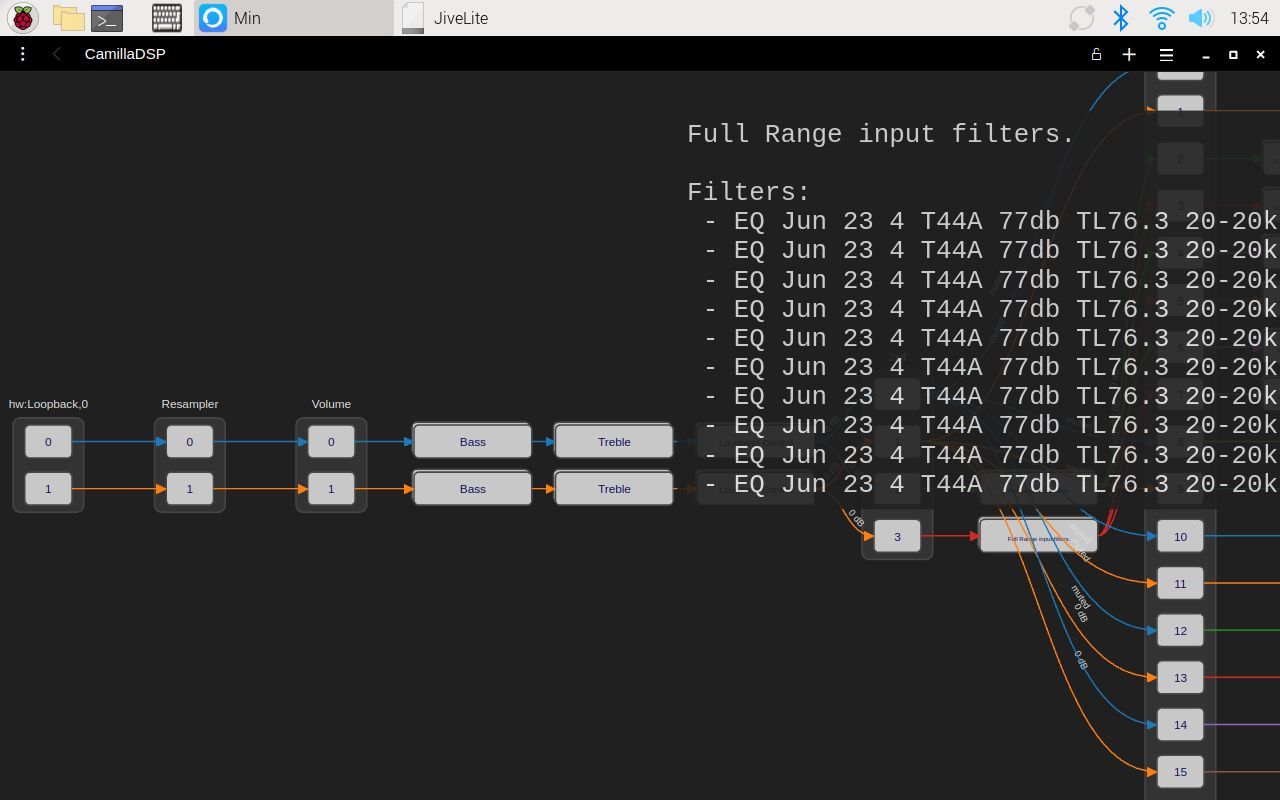 Min
JiveLite
13:54
CamillaDSP
Full Range input filters.
Filters:
- EQ Jun 23 4 T44A 77db TL76.3 20-20k
- EQ Jun 23 4 T44A 77db TL76.3 20-20k
- EQ Jun 23 4 T44A 77db TL76.3 20-20k
- EQ Jun 23 4 T44A 77db TL76.3 20-20k
- EQ Jun 23 4 T44A 77db TL76.3 20-20k
- EQ Jun 23 4 T44A 77db TL76.3 20-20k
- EQ Jun 23 4 T44A 77db TL76.3 20-20k
- EQ Jun 23 4 T44A 77db TL76.3 20-20k
- EQ Jun 23 4 T44A 77db TL76.3 20-20k
- EQ Jun 23 4 T44A 77db TL76.3 20-20k
hw:Loopback,0
Resampler
Volume
0
0
0
Bass
Treble
1
1
1
Bass
Treble
0 dB
3
Full Range input filters.
muted
muted
0 dB
0 dB
1
2
3
10
11
12
13
14
15